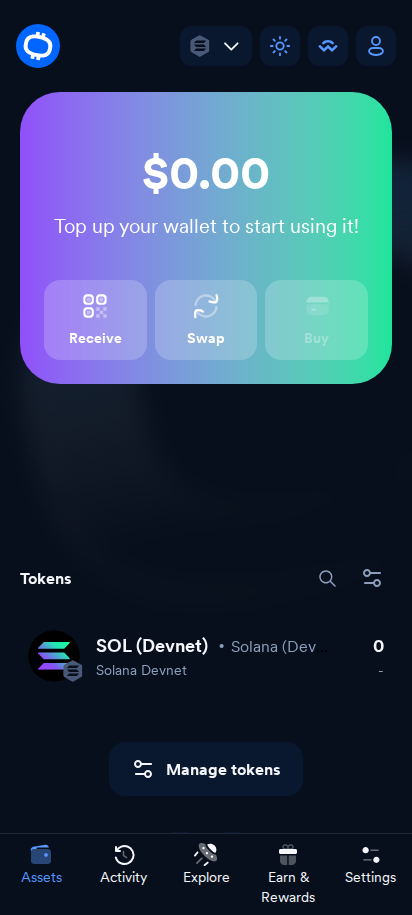 $0.00
Top up your wallet to start using it!
Receive
Swap
Buy
Tokens
SOL (Devnet) • Solana (Dev 0
Solana Devnet -
Manage tokens
Assets
Activity
Explore
Earn &
Rewards
Settings